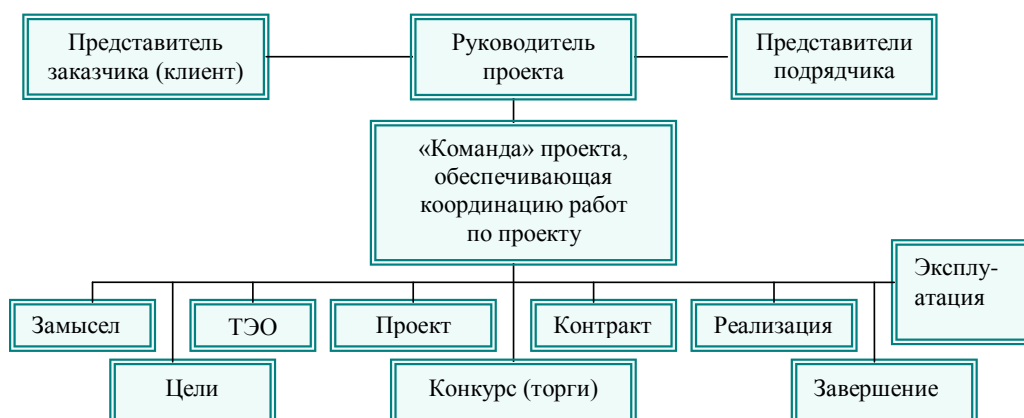 Представитель
заказчика (клиент)
Руководитель
проекта
Представители
подрядчика
«Команда» проекта,
обеспечивающая
координацию работ
по проекту
Эксплу-
атация
Замысел
ТЭО
Проект
Контракт
Реализация
Цели
Конкурс (торги)
Завершение